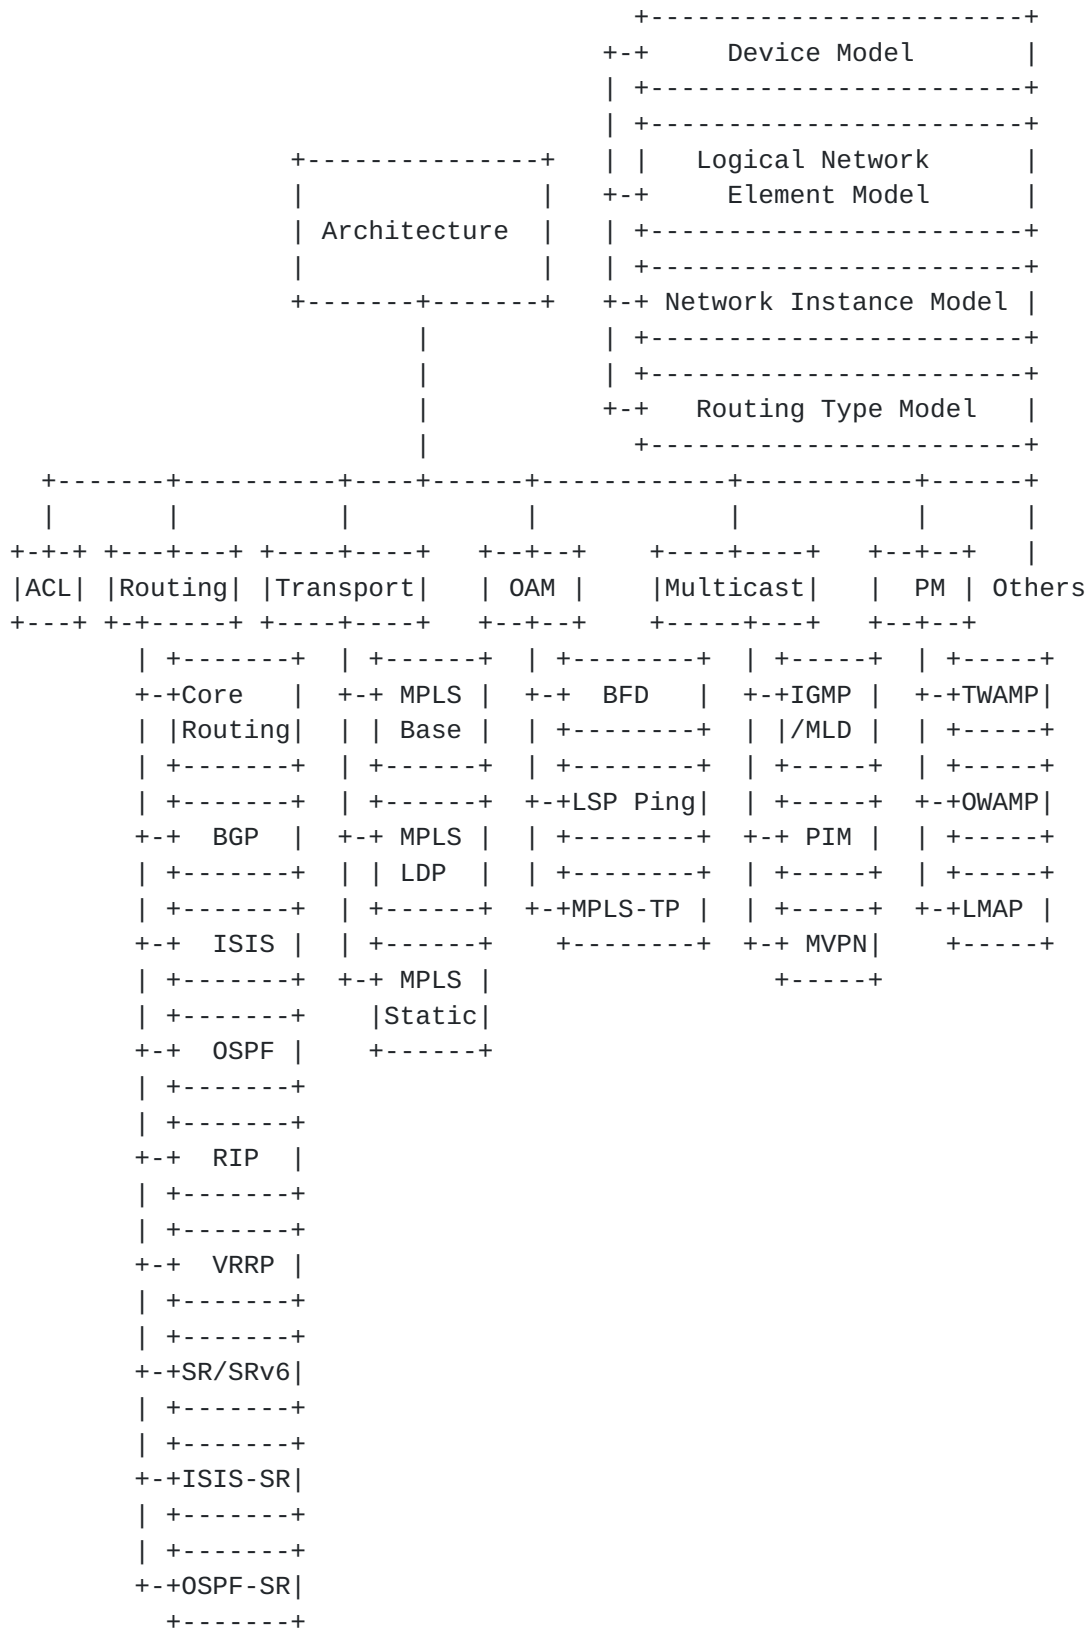 +------------------------+
                                      +-+     Device Model       |
                                      | +------------------------+
                                      | +------------------------+
                  +---------------+   | |   Logical Network      |
                  |               |   +-+     Element Model      |
                  | Architecture  |   | +------------------------+
                  |               |   | +------------------------+
                  +-------+-------+   +-+ Network Instance Model |
                          |           | +------------------------+
                          |           | +------------------------+
                          |           +-+   Routing Type Model   |
                          |             +------------------------+
  +-------+----------+----+------+------------+-----------+------+
  |       |          |           |            |           |      |
+-+-+ +---+---+ +----+----+   +--+--+    +----+----+   +--+--+   |
|ACL| |Routing| |Transport|   | OAM |    |Multicast|   |  PM | Others
+---+ +-+-----+ +----+----+   +--+--+    +-----+---+   +--+--+
        | +-------+  | +------+  | +--------+  | +-----+  | +-----+
        +-+Core   |  +-+ MPLS |  +-+  BFD   |  +-+IGMP |  +-+TWAMP|
        | |Routing|  | | Base |  | +--------+  | |/MLD |  | +-----+
        | +-------+  | +------+  | +--------+  | +-----+  | +-----+
        | +-------+  | +------+  +-+LSP Ping|  | +-----+  +-+OWAMP|
        +-+  BGP  |  +-+ MPLS |  | +--------+  +-+ PIM |  | +-----+
        | +-------+  | | LDP  |  | +--------+  | +-----+  | +-----+
        | +-------+  | +------+  +-+MPLS-TP |  | +-----+  +-+LMAP |
        +-+  ISIS |  | +------+    +--------+  +-+ MVPN|    +-----+
        | +-------+  +-+ MPLS |                  +-----+
        | +-------+    |Static|
        +-+  OSPF |    +------+
        | +-------+
        | +-------+
        +-+  RIP  |
        | +-------+
        | +-------+
        +-+  VRRP |
        | +-------+
        | +-------+
        +-+SR/SRv6|
        | +-------+
        | +-------+
        +-+ISIS-SR|
        | +-------+
        | +-------+
        +-+OSPF-SR|
          +-------+